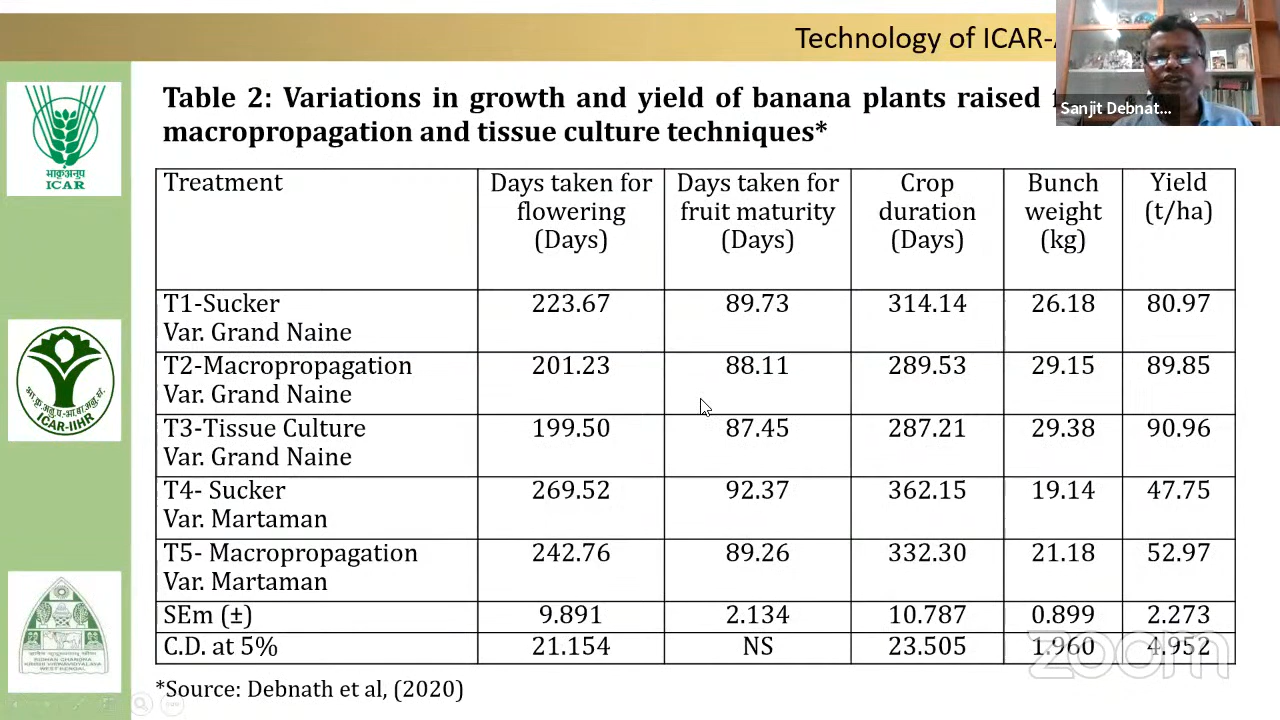 Technology of ICAR-
Sanjit Debnat...
Table 2: Variations in growth and yield of banana plants raised
macropropagation and tissue culture techniques*
Treatment
Days taken for
flowering
(Days)
Days taken for
fruit maturity
(Days)
Crop
duration
(Days)
Bunch
weight
(kg)
Yield
(t/ha)
T1-Sucker
Var. Grand Naine
223.67 89.73 314.14 26.18 80.97
T2-Macropropagation
Var. Grand Naine
201.23 88.11 289.53 29.15 89.85
T3-Tissue Culture
Var. Grand Naine
199.50 87.45 287.21 29.38 90.96
T4- Sucker
Var. Martaman
269.52 92.37 362.15 19.14 47.75
T5- Macropropagation
Var. Martaman
242.76 89.26 332.30 21.18 52.97
SEm (±) 9.891 2.134 10.787 0.899 2.273
C.D. at 5% 21.154 NS 23.505 1.960 4.952
*Source: Debnath et al, (2020)
भाकृअनुप
ICAR
ICAR-IIHR
zoom